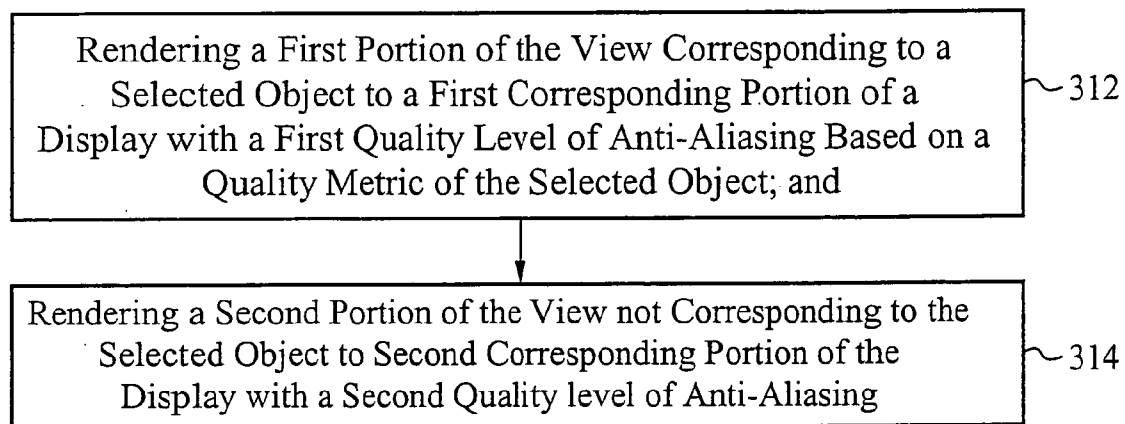 Rendering a First Portion of the View Corresponding to a
Selected Object to a First Corresponding Portion of a
Display with a First Quality Level of Anti-Aliasing Based on a
Quality Metric of the Selected Object; and
312
Rendering a Second Portion of the View not Corresponding to the
Selected Object to Second Corresponding Portion of the
Display with a Second Quality level of Anti-Aliasing
314